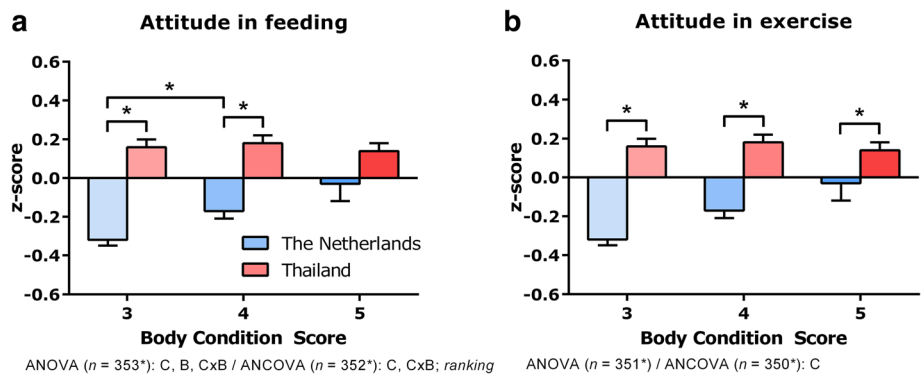 a
Attitude in feeding
z-score
0.6
0.4
0.2
0.0
-0.2
-0.4
-0.6
*
*
*
The Netherlands
Thailand
3 4 5
Body Condition Score
ANOVA (n = 353*): C, B, CxB / ANCOVA (n = 352*): C, CxB; ranking
b
Attitude in exercise
z-score
0.6
0.4
0.2
0.0
-0.2
-0.4
-0.6
*
*
*
3 4 5
Body Condition Score
ANOVA (n = 351*) / ANCOVA (n = 350*): C